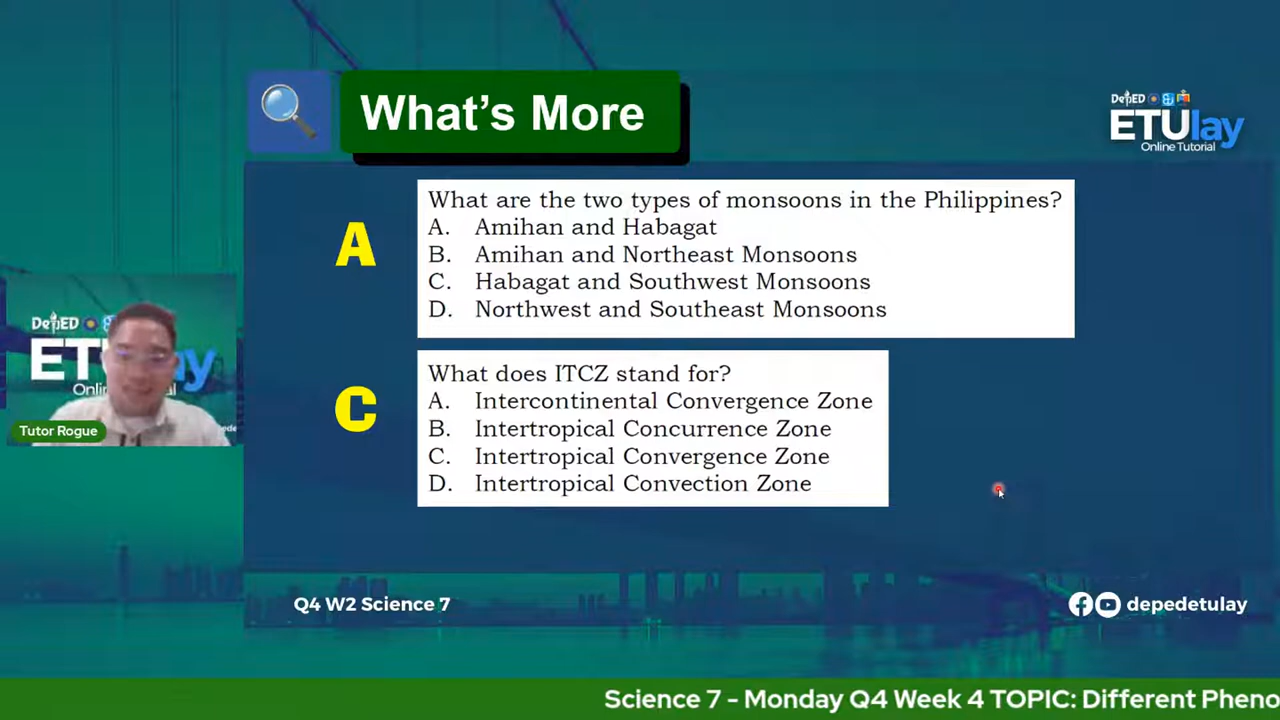 What's More
DepED
ETUlay
Online Tutorial
A
What are the two types of monsoons in the Philippines?
A. Amihan and Habagat
B. Amihan and Northeast Monsoons
C. Habagat and Southwest Monsoons
D. Northwest and Southeast Monsoons
C
What does ITCZ stand for?
A. Intercontinental Convergence Zone
B. Intertropical Concurrence Zone
C. Intertropical Convergence Zone
D. Intertropical Convection Zone
DepED
Tutor Rogue
Q4 W2 Science 7
depedetulay
Science 7 - Monday Q4 Week 4 TOPIC: Different Pheno